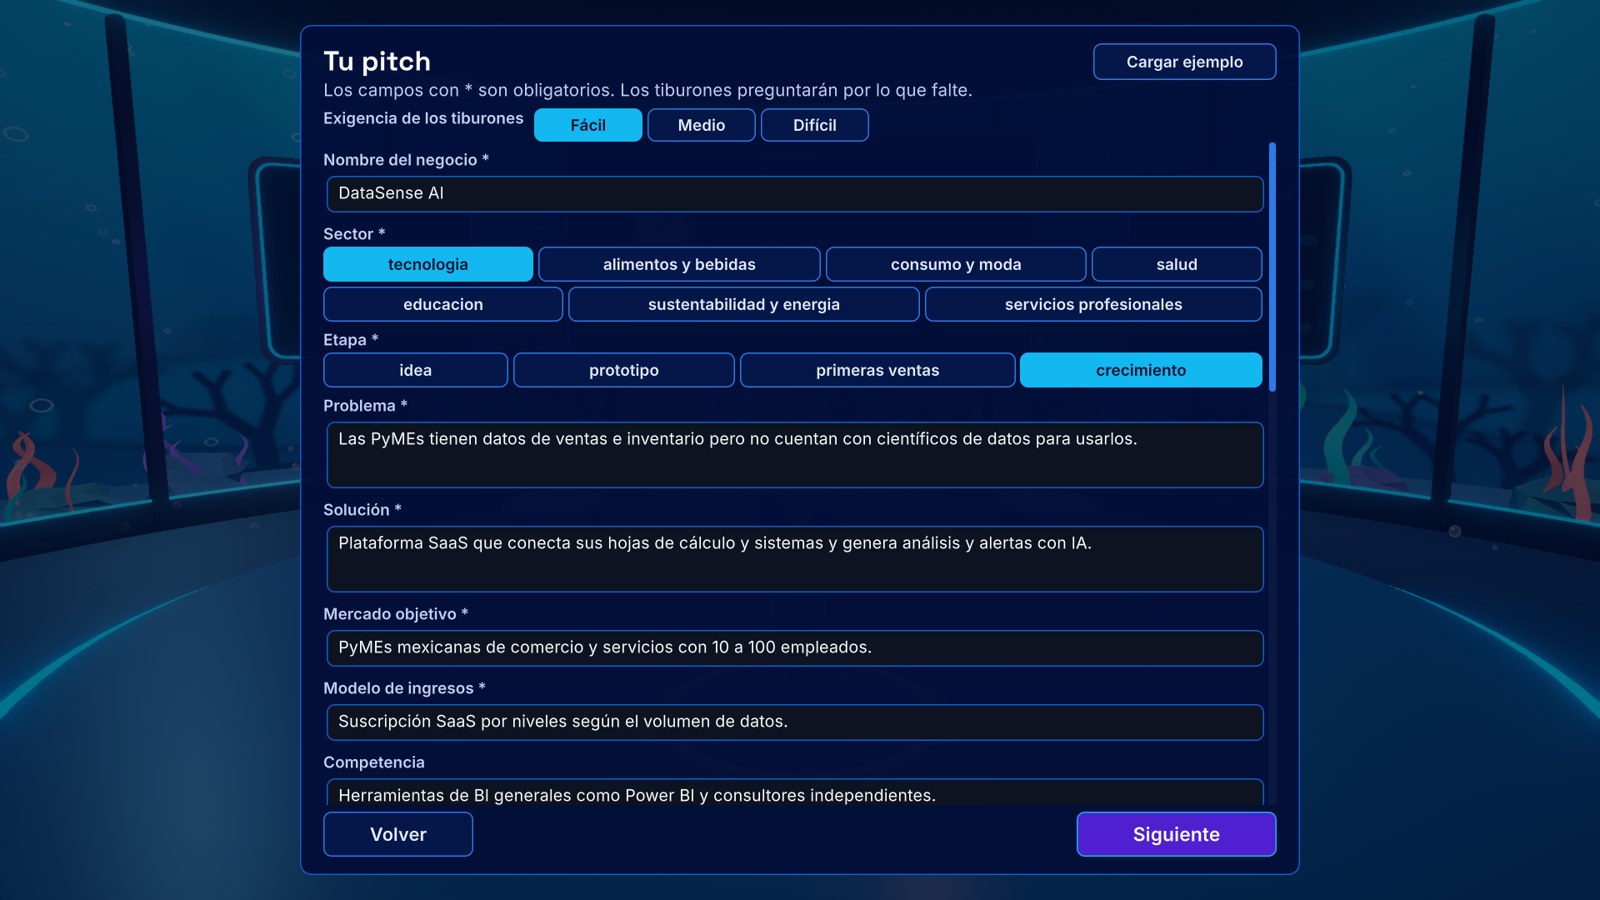 Tu pitch
Cargar ejemplo
Los campos con * son obligatorios. Los tiburones preguntarán por lo que falte.
Exigencia de los tiburones
Fácil
Medio
Difícil
Nombre del negocio *
DataSense AI
Sector *
tecnologia
alimentos y bebidas
consumo y moda
salud
educacion
sustentabilidad y energia
servicios profesionales
Etapa *
idea
prototipo
primeras ventas
crecimiento
Problema *
Las PyMEs tienen datos de ventas e inventario pero no cuentan con científicos de datos para usarlos.
Solución *
Plataforma SaaS que conecta sus hojas de cálculo y sistemas y genera análisis y alertas con IA.
Mercado objetivo *
PyMEs mexicanas de comercio y servicios con 10 a 100 empleados.
Modelo de ingresos *
Suscripción SaaS por niveles según el volumen de datos.
Competencia
Herramientas de BI generales como Power BI y consultores independientes.
Volver
Siguiente